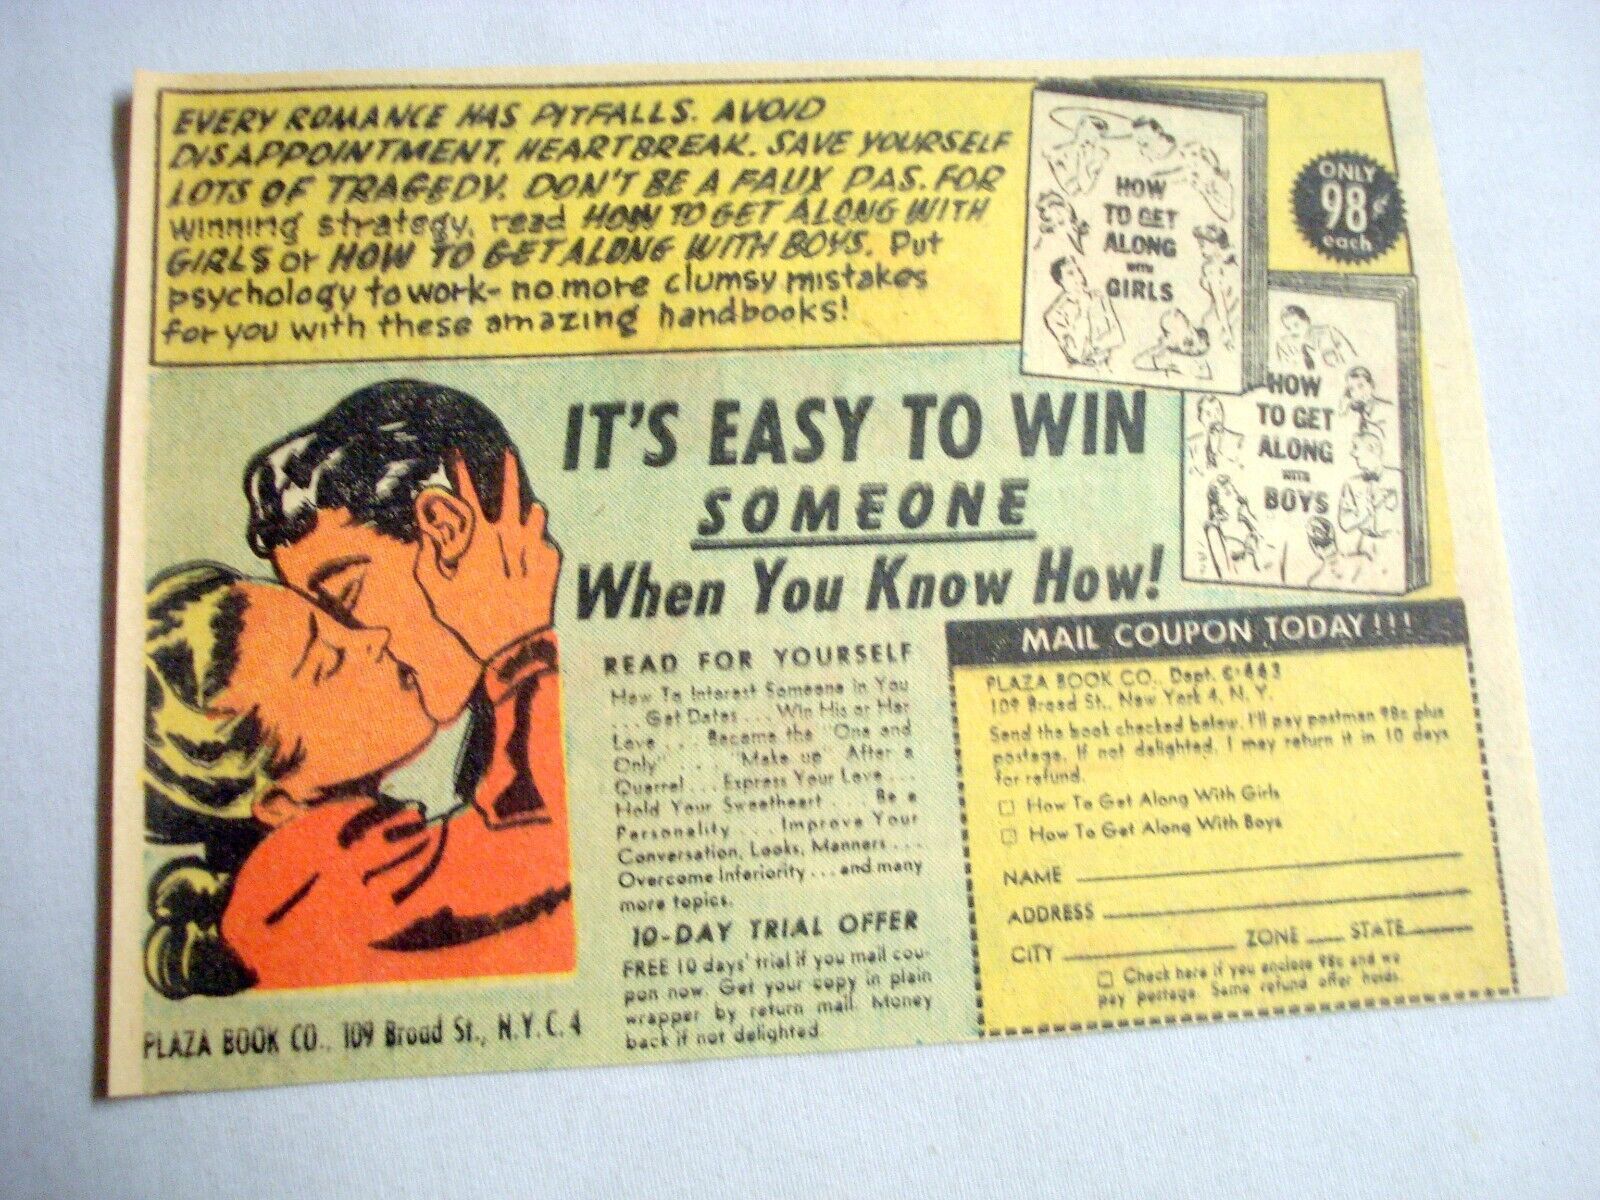 EVERY ROMANCE HAS PITFALLS. AVOID
DISAPPOINTMENT, HEARTBREAK. SAVE YOURSELF
LOTS OF TRAGEDY. DON'T BE A FAUX PAS. FOR
winning strategy, read HOW TO GET ALONG WITH
GIRLS or HOW TO GET ALONG WITH BOYS. Put
psychology to work- no more clumsy mistakes
for you with these amazing handbooks!
HOW
TO GET
ALONG
WITH
GIRLS
ONLY
98¢
each
HOW
TO GET
ALONG
WITH
BOYS
IT'S EASY TO WIN
SOMEONE
When You Know How!
READ FOR YOURSELF
How To Interest Someone in You
... Get Dates ... Win His or Her
Love ... Become the "One and
Only" ... "Make up" After a
Quarrel ... Express Your Love ...
Hold Your Sweetheart ... Be a
Personality ... Improve Your
Conversation, Looks, Manners ...
Overcome Inferiority ... and many
more topics.
10-DAY TRIAL OFFER
FREE 10 days' trial if you mail cou-
pon now. Get your copy in plain
wrapper by return mail. Money
back if not delighted
PLAZA BOOK CO., 109 Broad St., N.Y.C. 4
MAIL COUPON TODAY!!!
PLAZA BOOK CO., Dept. C-443
109 Broad St., New York 4, N. Y.
Send the book checked below. I'll pay postman 98c plus
postage. If not delighted, I may return it in 10 days
for refund.
□ How To Get Along With Girls
□ How To Get Along With Boys
NAME
ADDRESS
CITY ZONE STATE
□ Check here if you enclose 98c and we
pay postage. Same refund offer holds.